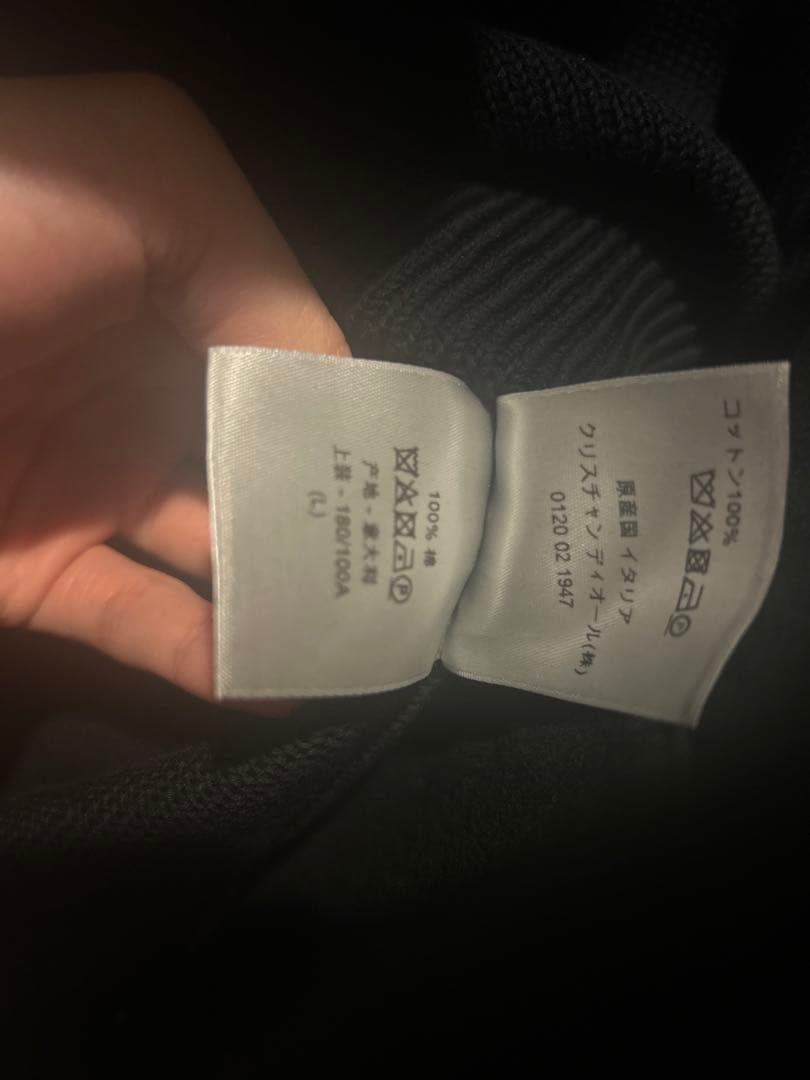 コットン100%
原産国 イタリア
クリスチャン ディオール(株)
0120 02 1947
100% 棉
P
产地 - 意大利
上装 - 180/100A
(L)